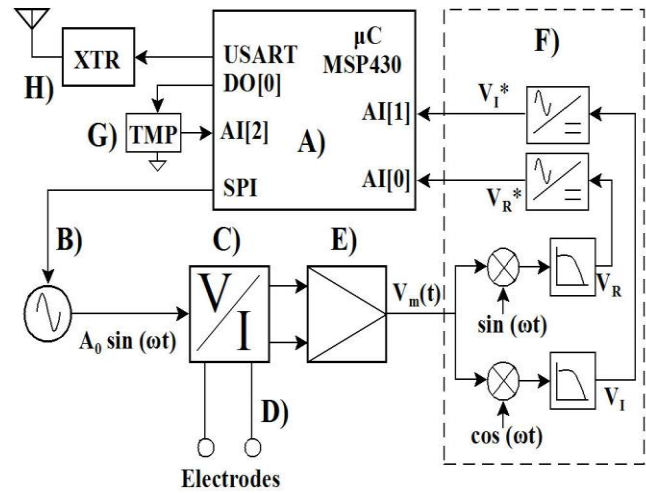 F)
µC
MSP430
XTR
USART
DO[0]
H)
G)
TMP
AI[2]
A)
AI[1]
V_I*
AI[0]
V_R*
SPI
B)
C)
E)
V
I
V_m(t)
V_R
A_0 sin (ωt)
sin (ωt)
D)
V_I
cos (ωt)
Electrodes